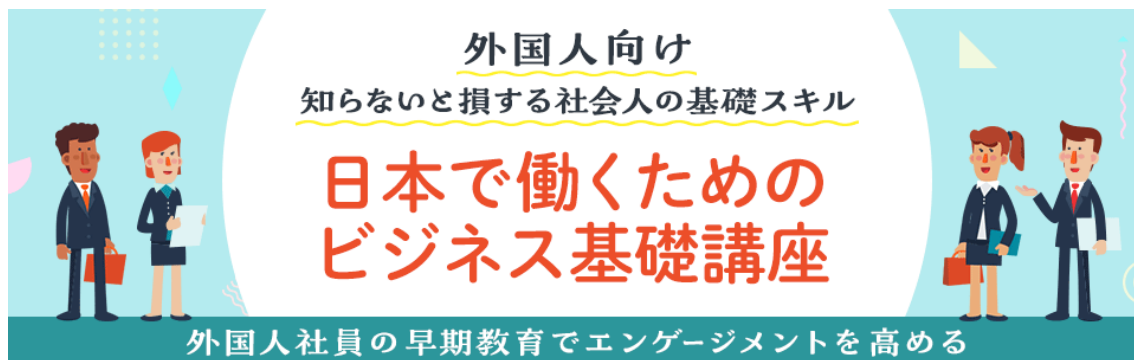 外国人向け
知らないと損する社会人の基礎スキル
日本で働くための
ビジネス基礎講座
外国人社員の早期教育でエンゲージメントを高める